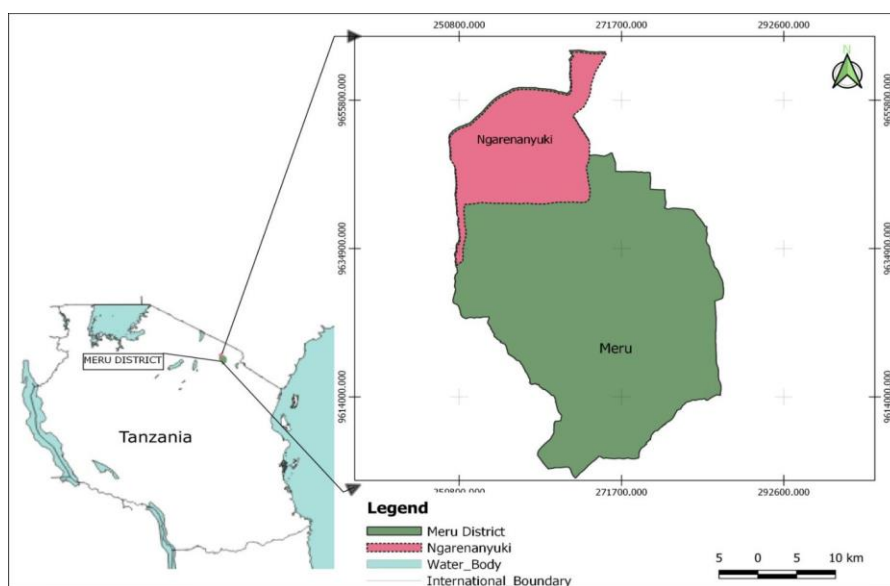 250800.000
271700.000
292600.000
N
9655800.000
9655800.000
Ngarenanyuki
9634900.000
9634900.000
MERU DISTRICT
Meru
9614000.000
9614000.000
Tanzania
250800.000
271700.000
292600.000
Legend
Meru District
Ngarenanyuki
Water_Body
International_Boundary
5 0 5 10 km